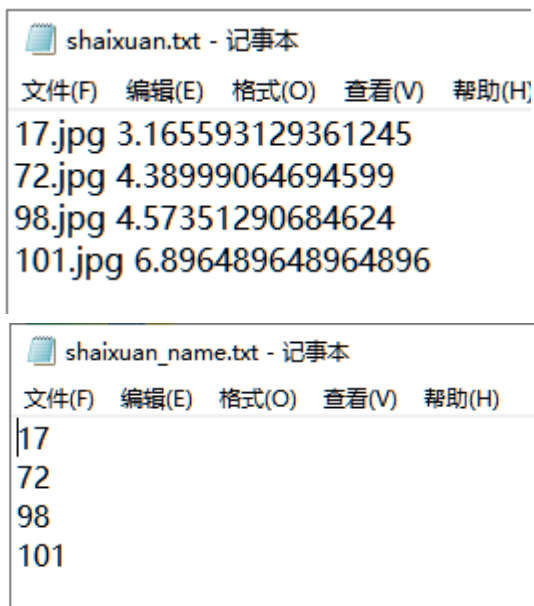 shaixuan.txt - 记事本
文件(F) 编辑(E) 格式(O) 查看(V) 帮助(H)
17.jpg 3.165593129361245
72.jpg 4.38999064694599
98.jpg 4.57351290684624
101.jpg 6.896489648964896
shaixuan_name.txt - 记事本
文件(F) 编辑(E) 格式(O) 查看(V) 帮助(H)
17
72
98
101